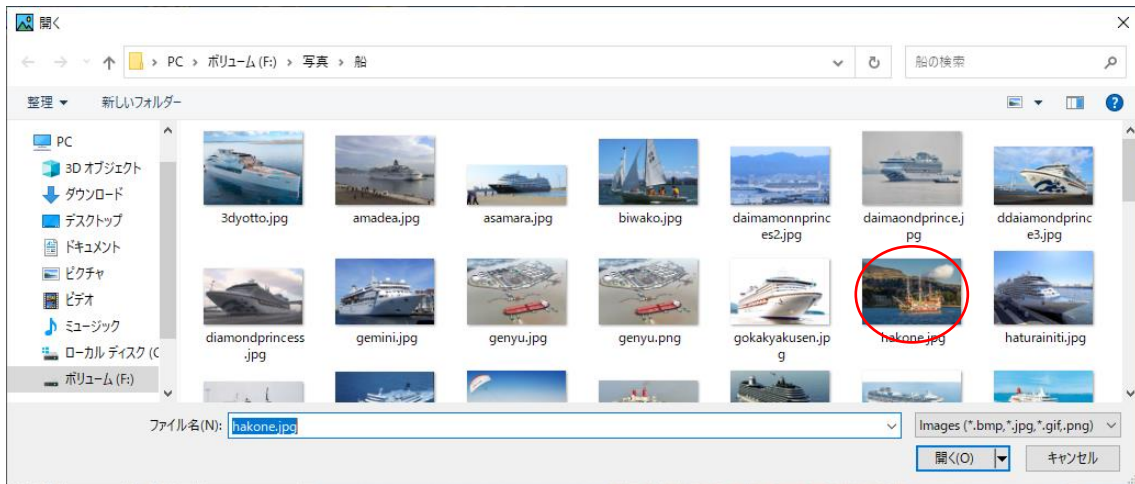 開く
PC › ボリューム (F:) › 写真 › 船
船の検索
整理
新しいフォルダー
PC
3D オブジェクト
ダウンロード
デスクトップ
ドキュメント
ピクチャ
ビデオ
ミュージック
ローカル ディスク (C
ボリューム (F:)
3dyotto.jpg
amadea.jpg
asamara.jpg
biwako.jpg
daimamonnprinc
es2.jpg
daimaondprince.j
pg
ddaiamondprinc
e3.jpg
diamondprincess
.jpg
gemini.jpg
genyu.jpg
genyu.png
gokakyakusen.jp
g
hakone.jpg
haturainiti.jpg
ファイル名(N):
hakone.jpg
Images (*.bmp,*.jpg,*.gif,.png)
開く(O)
キャンセル